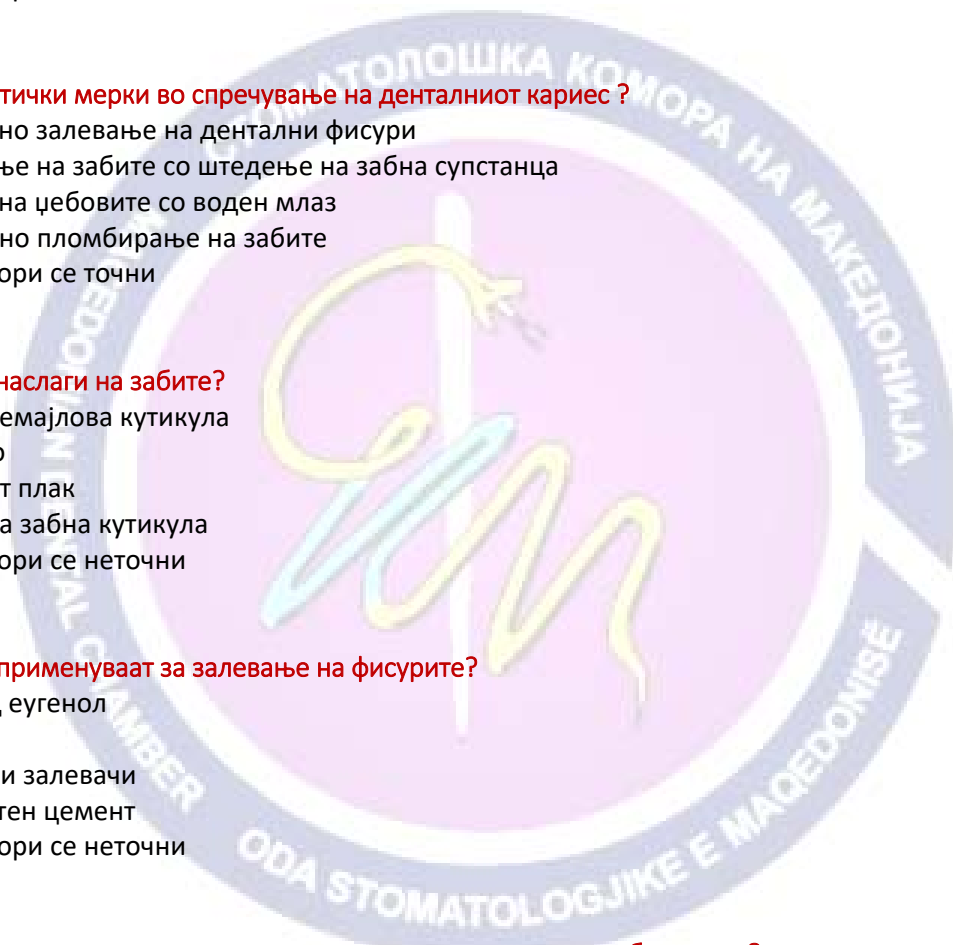 тички мерки во спречување на денталниот кариес ?
но залевање на дентални фисури
ње на забите со штедење на забна супстанца
на џебовите со воден млаз
но пломбирање на забите
ори се точни
наслаги на забите?
емајлова кутикула
о
т плак
а забна кутикула
ори се неточни
применуваат за залевање на фисурите?
д еугенол
и залевачи
тен цемент
ори се неточни
СТОМАТОЛОШКА КОМОРА НА МАКЕДОНИЈА
MACEDONIAN DENTAL CHAMBER
ODA STOMATOLOGJIKE E MAQEDONISË